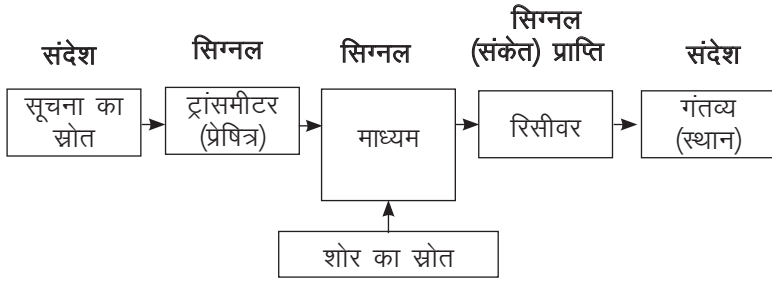 संदेश
सिग्नल
सिग्नल
सिग्नल
(संकेत) प्राप्ति
संदेश
सूचना का
स्रोत
ट्रांसमीटर
(प्रेषित्र)
माध्यम
रिसीवर
गंतव्य
(स्थान)
शोर का स्रोत